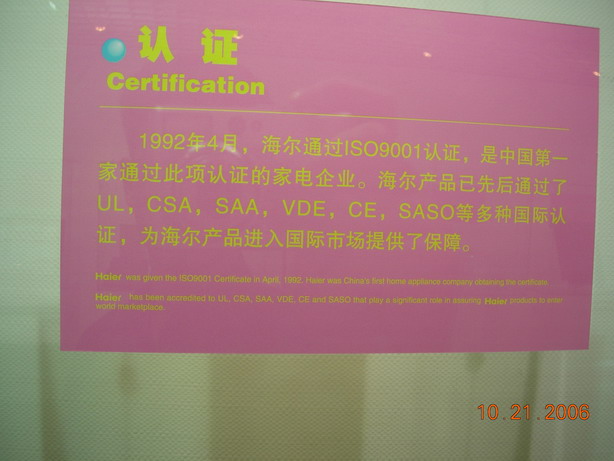 认 证
Certification
1992年4月，海尔通过ISO9001认证，是中国第一
家通过此项认证的家电企业。海尔产品已先后通过了
UL，CSA，SAA，VDE，CE，SASO等多种国际认
证，为海尔产品进入国际市场提供了保障。
Haier was given the ISO9001 Certificate in April, 1992. Haier was China's first home appliance company obtaining the certificate.
Haier has been accredited to UL, CSA, SAA, VDE, CE and SASO that play a significant role in assuring Haier products to enter
world marketplace.
10.21.2006